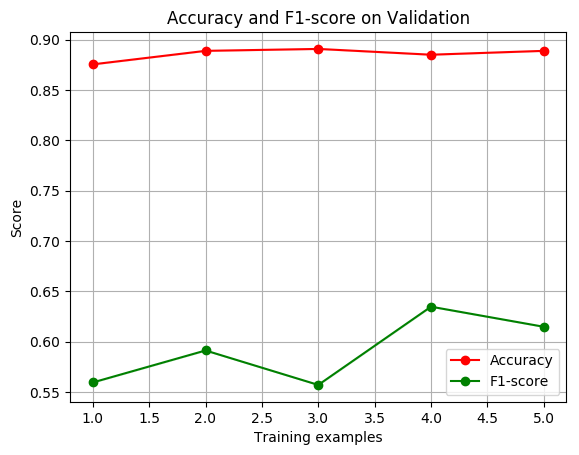 Accuracy and F1-score on Validation
0.90
0.85
0.80
0.75
0.70
0.65
0.60
0.55
Score
Accuracy
F1-score
1.0 1.5 2.0 2.5 3.0 3.5 4.0 4.5 5.0
Training examples